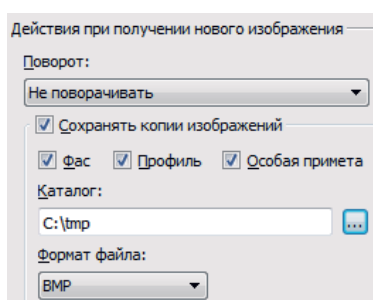 Действия при получении нового изображения
Поворот:
Не поворачивать
Сохранять копии изображений
Фас Профиль Особая примета
Каталог:
C:\tmp
...
Формат файла:
BMP